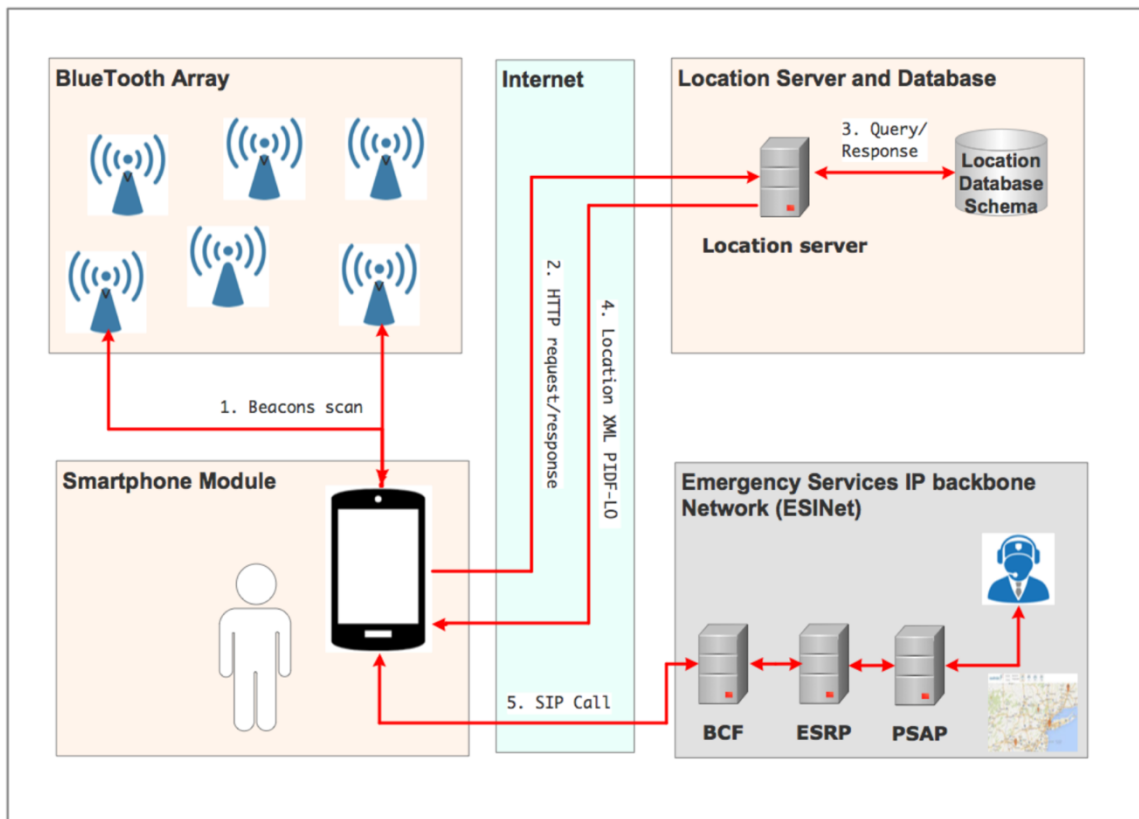 BlueTooth Array
Internet
Location Server and Database
3. Query/
Response
Location
Database
Schema
Location server
2. HTTP request/response
4. Location XML PIDF-LO
1. Beacons scan
Smartphone Module
Emergency Services IP backbone
Network (ESINet)
5. SIP Call
BCF
ESRP
PSAP